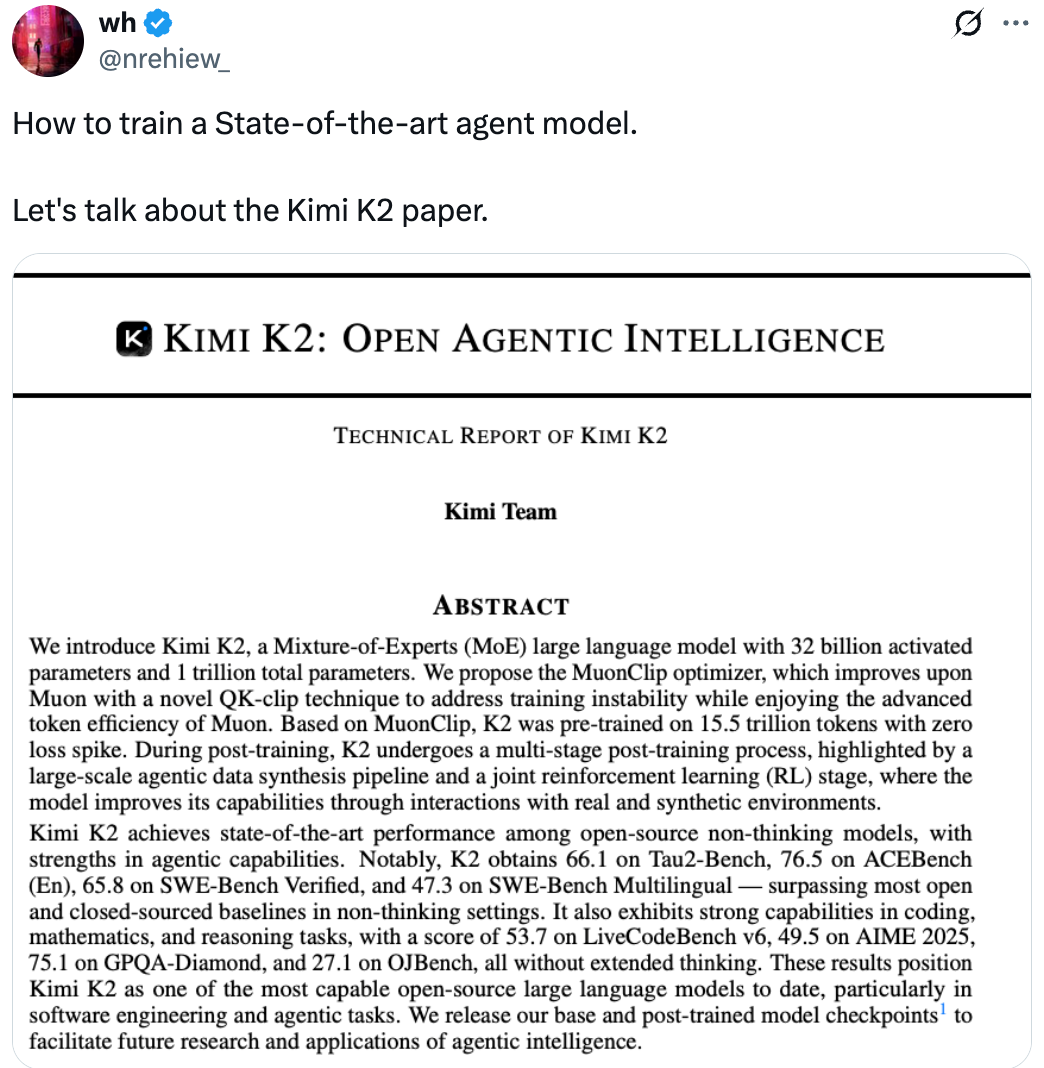 wh
@nrehiew_
How to train a State-of-the-art agent model.
Let's talk about the Kimi K2 paper.
K KIMI K2: OPEN AGENTIC INTELLIGENCE
TECHNICAL REPORT OF KIMI K2
Kimi Team
ABSTRACT
We introduce Kimi K2, a Mixture-of-Experts (MoE) large language model with 32 billion activated
parameters and 1 trillion total parameters. We propose the MuonClip optimizer, which improves upon
Muon with a novel QK-clip technique to address training instability while enjoying the advanced
token efficiency of Muon. Based on MuonClip, K2 was pre-trained on 15.5 trillion tokens with zero
loss spike. During post-training, K2 undergoes a multi-stage post-training process, highlighted by a
large-scale agentic data synthesis pipeline and a joint reinforcement learning (RL) stage, where the
model improves its capabilities through interactions with real and synthetic environments.
Kimi K2 achieves state-of-the-art performance among open-source non-thinking models, with
strengths in agentic capabilities. Notably, K2 obtains 66.1 on Tau2-Bench, 76.5 on ACEBench
(En), 65.8 on SWE-Bench Verified, and 47.3 on SWE-Bench Multilingual — surpassing most open
and closed-sourced baselines in non-thinking settings. It also exhibits strong capabilities in coding,
mathematics, and reasoning tasks, with a score of 53.7 on LiveCodeBench v6, 49.5 on AIME 2025,
75.1 on GPQA-Diamond, and 27.1 on OJBench, all without extended thinking. These results position
Kimi K2 as one of the most capable open-source large language models to date, particularly in
software engineering and agentic tasks. We release our base and post-trained model checkpoints¹ to
facilitate future research and applications of agentic intelligence.